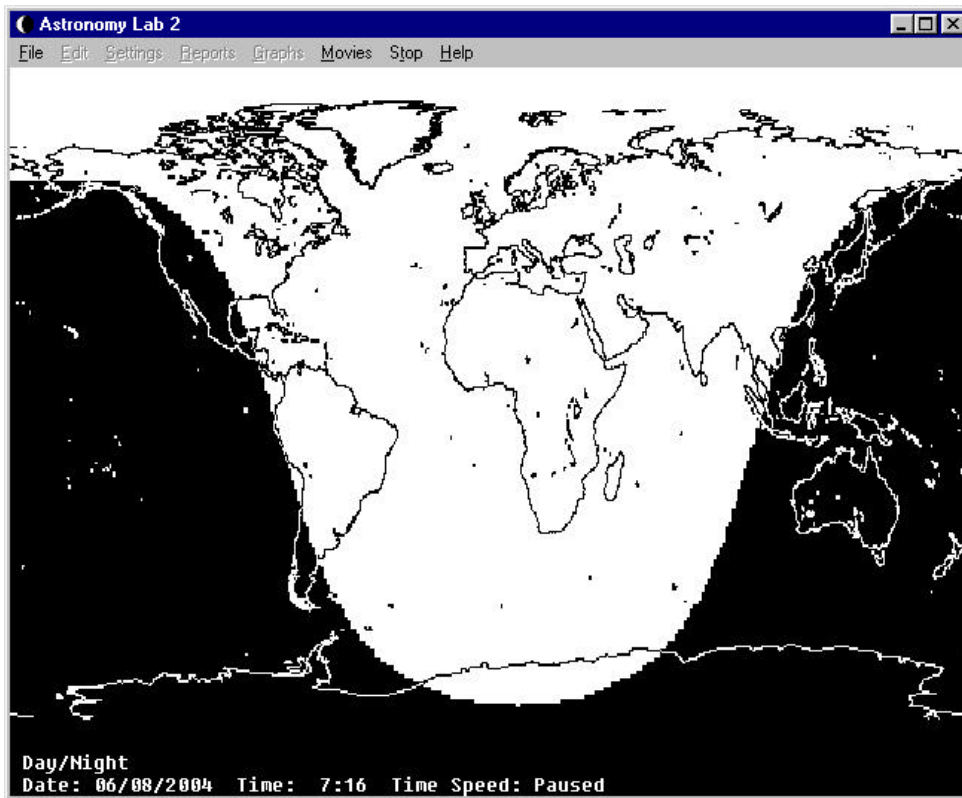 Astronomy Lab 2
File Edit Settings Reports Graphs Movies Stop Help
Day/Night
Date: 06/08/2004 Time: 7:16 Time Speed: Paused